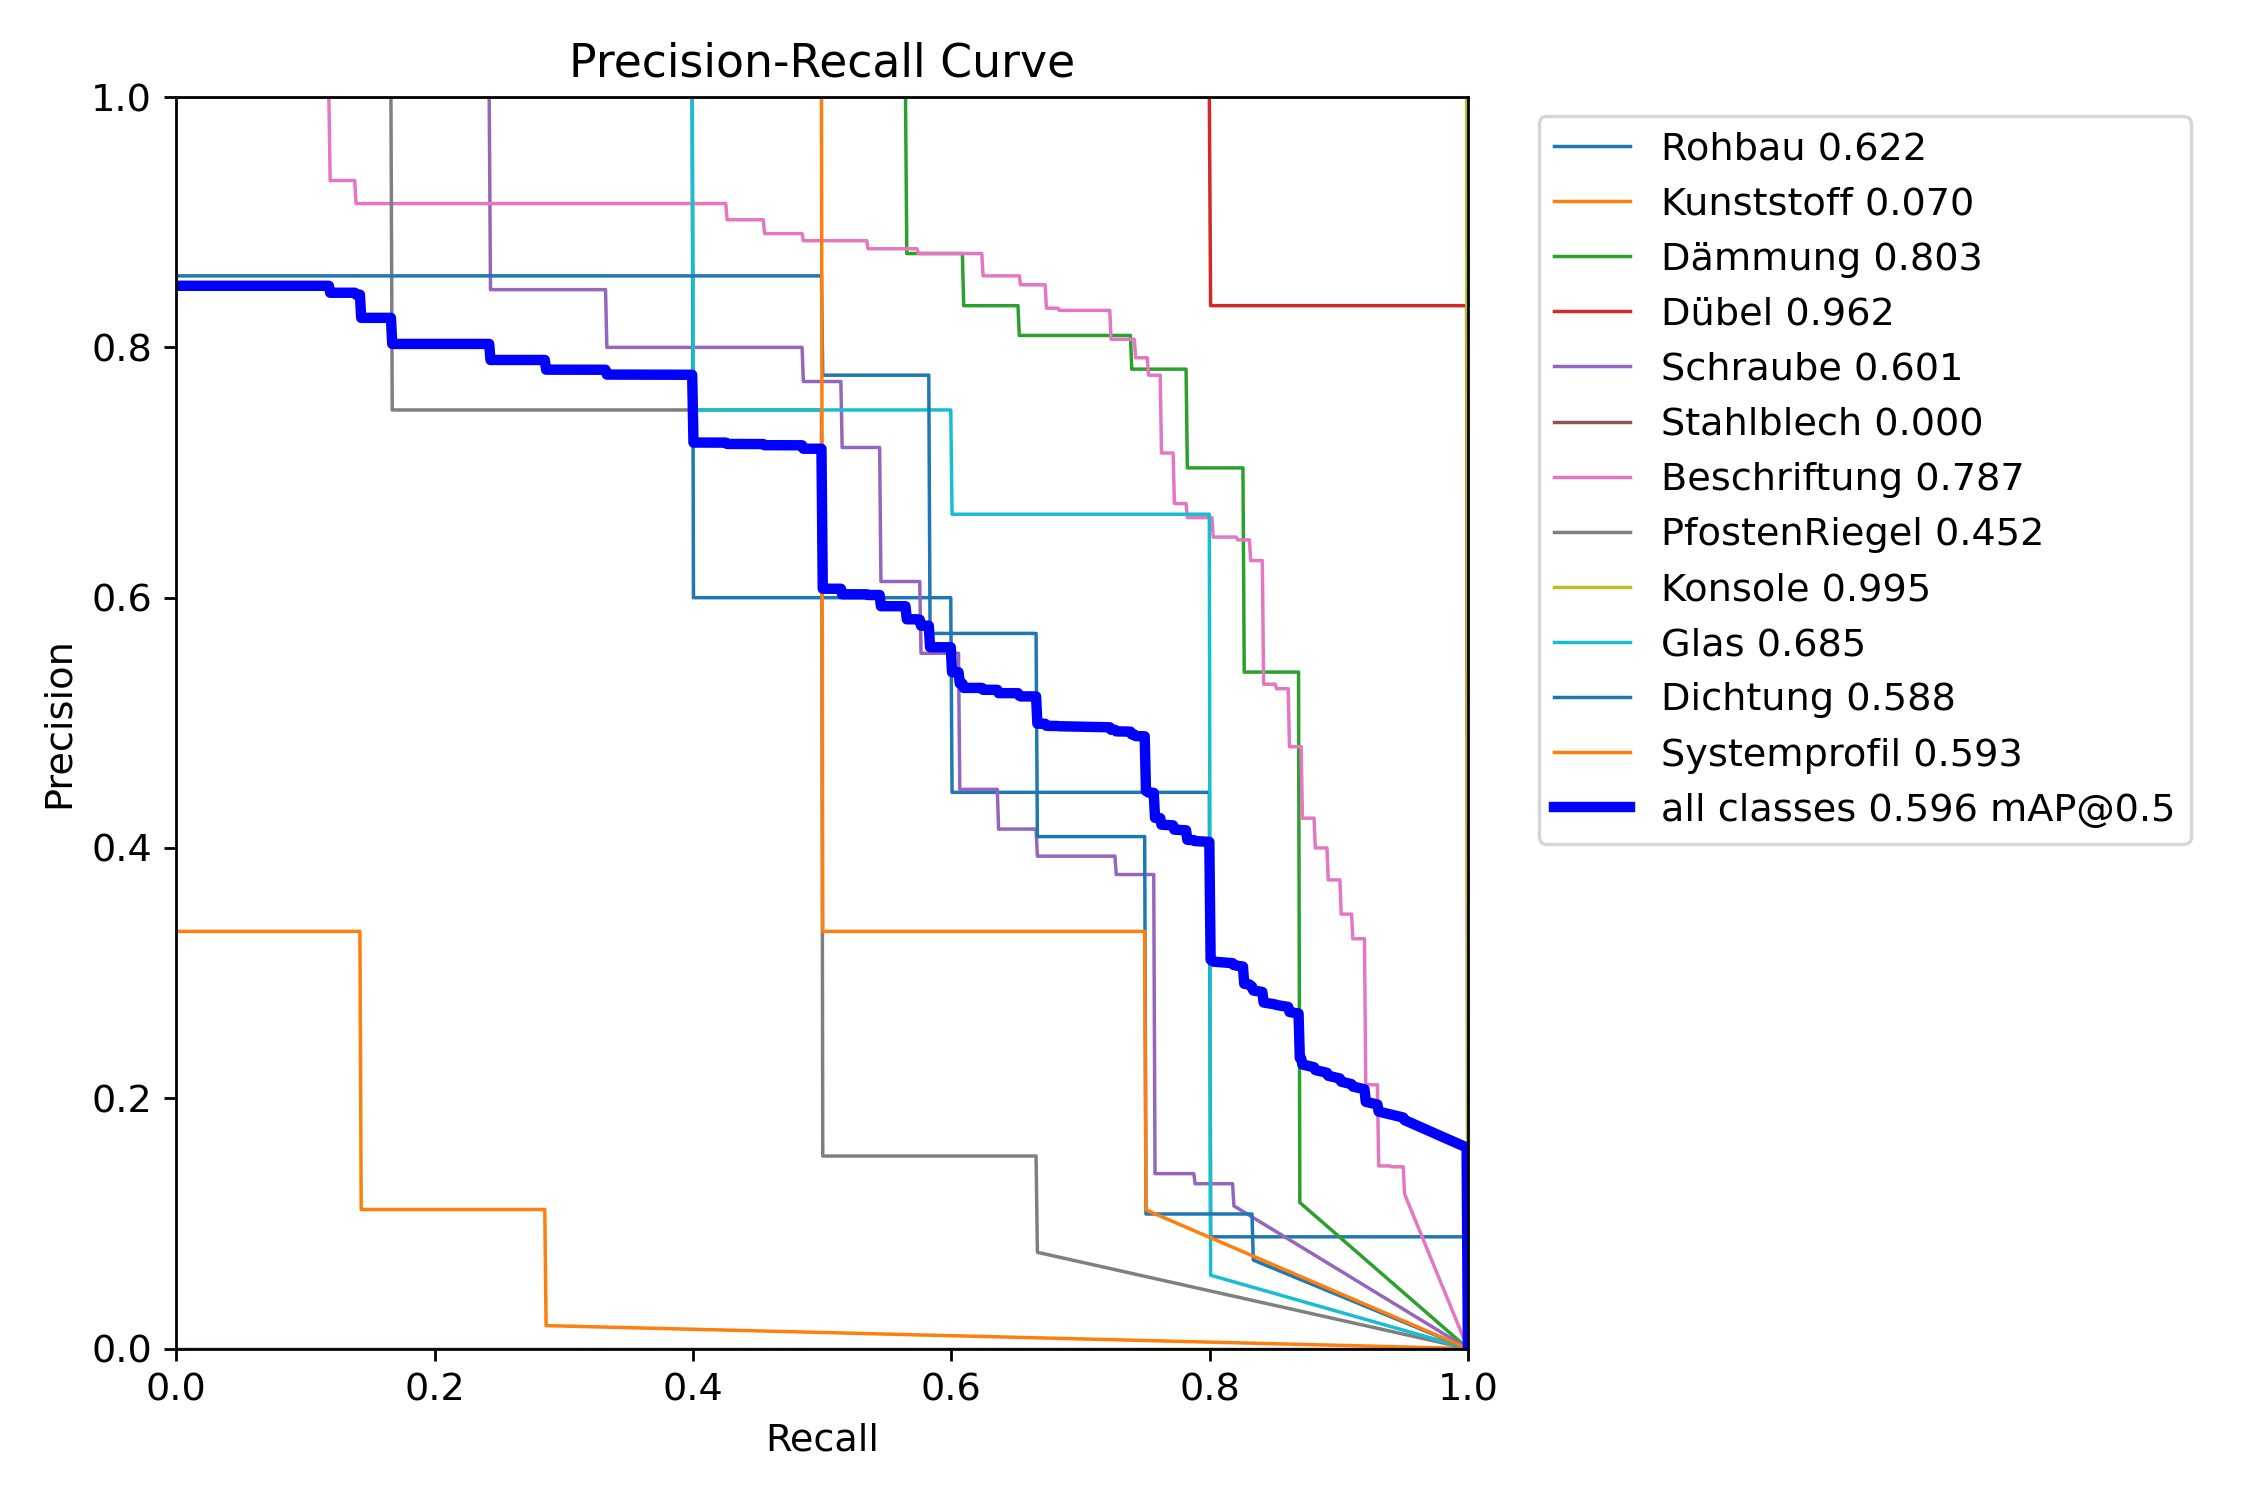 Precision-Recall Curve
1.0
0.8
0.6
0.4
0.2
0.0
Precision
0.0 0.2 0.4 0.6 0.8 1.0
Recall
Rohbau 0.622
Kunststoff 0.070
Dämmung 0.803
Dübel 0.962
Schraube 0.601
Stahlblech 0.000
Beschriftung 0.787
PfostenRiegel 0.452
Konsole 0.995
Glas 0.685
Dichtung 0.588
Systemprofil 0.593
all classes 0.596 mAP@0.5